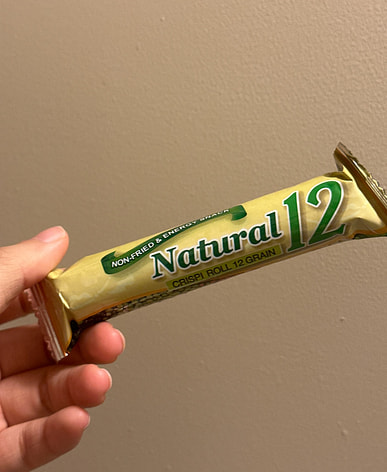 NON-FRIED & ENERGY SNACK
Natural 12
CRISPI ROLL 12 GRAIN